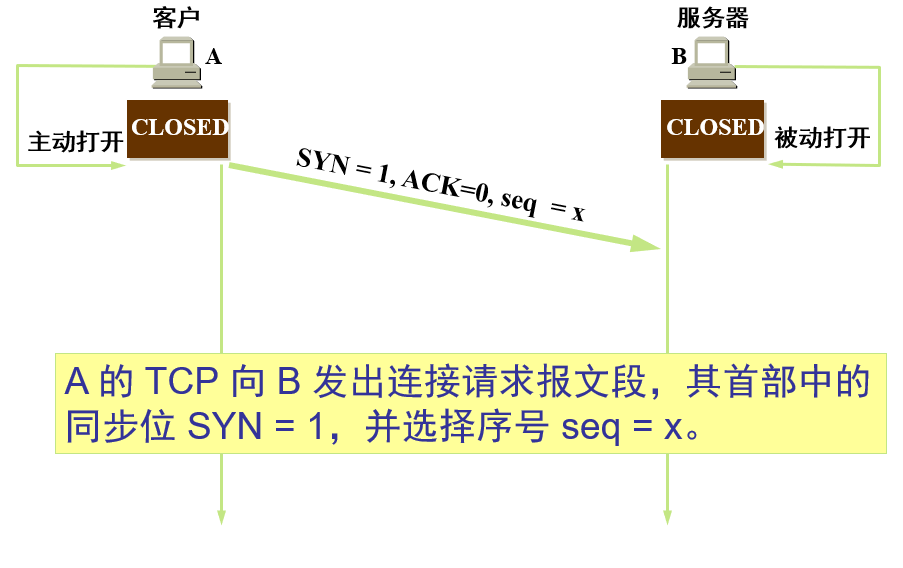 客户
服务器
A
B
CLOSED
CLOSED
主动打开
被动打开
SYN = 1, ACK=0, seq = x
A 的 TCP 向 B 发出连接请求报文段，其首部中的
同步位 SYN = 1，并选择序号 seq = x。